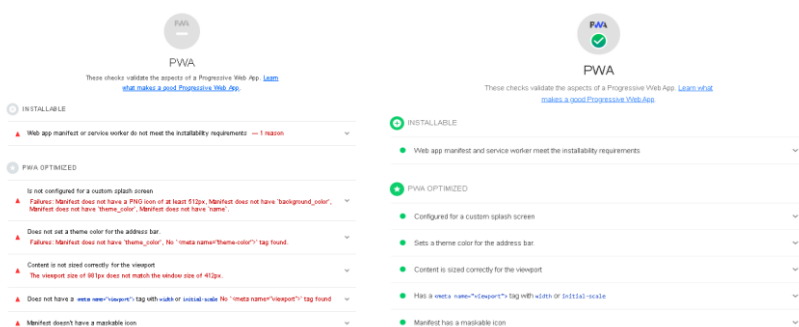 PWA
PWA
These checks validate the aspects of a Progressive Web App. Learn
what makes a good Progressive Web App.
INSTALLABLE
Web app manifest or service worker do not meet the installability requirements — 1 reason
PWA OPTIMIZED
Is not configured for a custom splash screen
Failures: Manifest does not have a PNG icon of at least 512px, Manifest does not have `background_color`,
Manifest does not have `theme_color`, Manifest does not have `name`.
Does not set a theme color for the address bar.
Failures: Manifest does not have `theme_color`, No `<meta name="theme-color">` tag found.
Content is not sized correctly for the viewport
The viewport size of 981px does not match the window size of 412px.
Does not have a <meta name="viewport"> tag with width or initial-scale No `<meta name="viewport">` tag found
Manifest doesn't have a maskable icon
PWA
PWA
These checks validate the aspects of a Progressive Web App. Learn what
makes a good Progressive Web App.
INSTALLABLE
Web app manifest and service worker meet the installability requirements
PWA OPTIMIZED
Configured for a custom splash screen
Sets a theme color for the address bar.
Content is sized correctly for the viewport
Has a <meta name="viewport"> tag with width or initial-scale
Manifest has a maskable icon